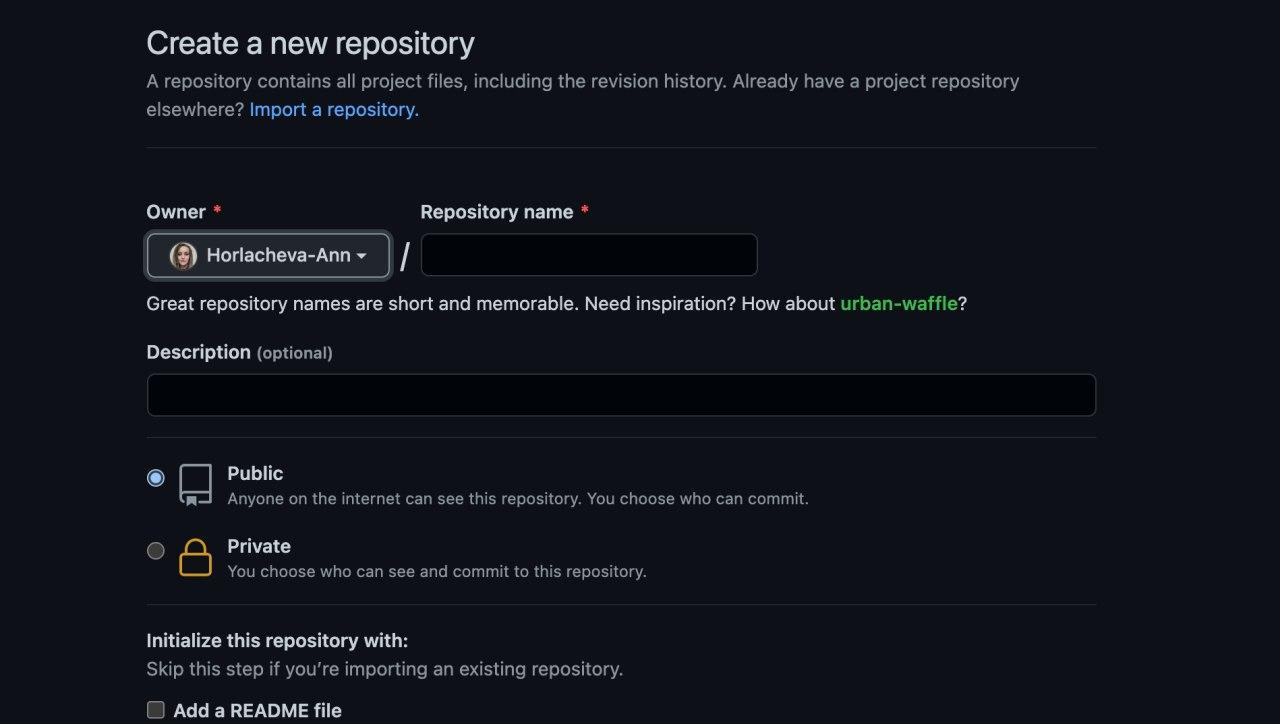 Create a new repository
A repository contains all project files, including the revision history. Already have a project repository
elsewhere? Import a repository.
Owner *
Repository name *
Horlacheva-Ann
/
Great repository names are short and memorable. Need inspiration? How about urban-waffle?
Description (optional)
Public
Anyone on the internet can see this repository. You choose who can commit.
Private
You choose who can see and commit to this repository.
Initialize this repository with:
Skip this step if you’re importing an existing repository.
Add a README file